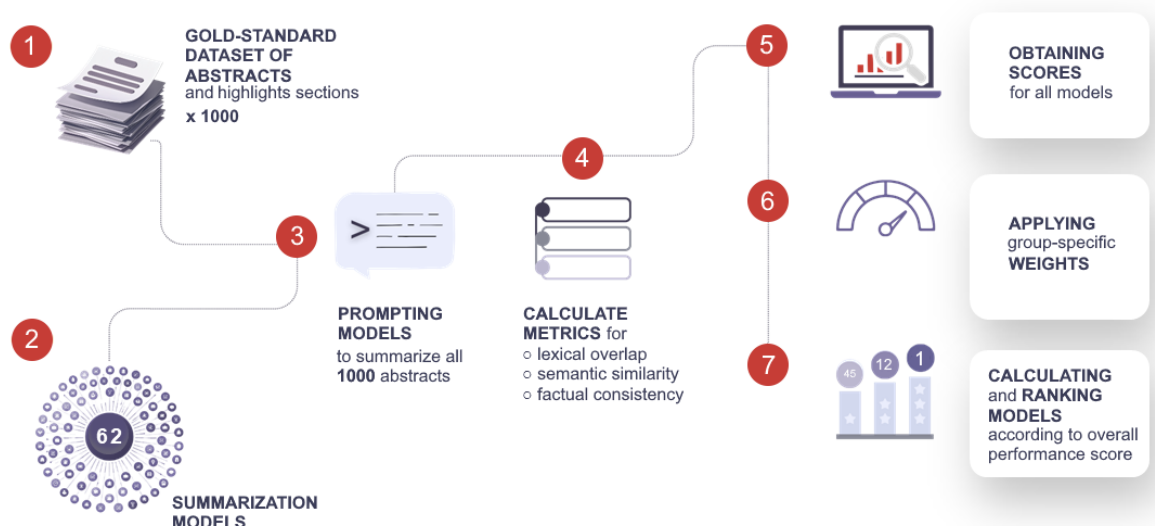 1
GOLD-STANDARD
DATASET OF
ABSTRACTS
and highlights sections
x 1000
2
62
SUMMARIZATION
MODELS
3
>
PROMPTING
MODELS
to summarize all
1000 abstracts
4
CALCULATE
METRICS for
○ lexical overlap
○ semantic similarity
○ factual consistency
5
OBTAINING
SCORES
for all models
6
APPLYING
group-specific
WEIGHTS
7
45 12 1
CALCULATING
and RANKING
MODELS
according to overall
performance score